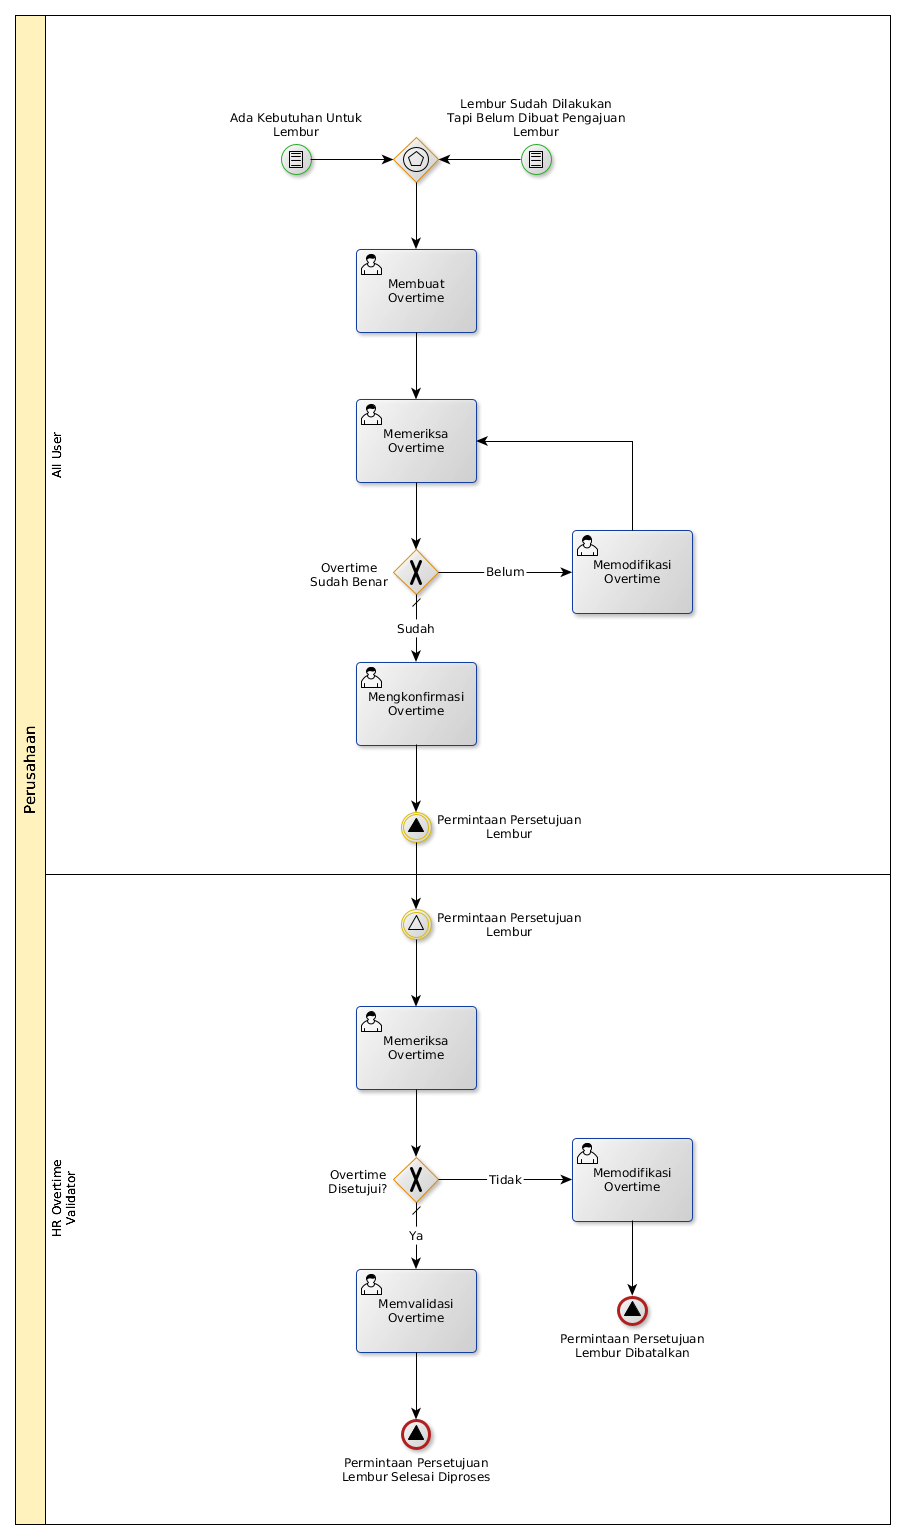 Perusahaan
All User
Ada Kebutuhan Untuk
Lembur
Lembur Sudah Dilakukan
Tapi Belum Dibuat Pengajuan
Lembur
Membuat
Overtime
Memeriksa
Overtime
Overtime
Sudah Benar
Belum
Memodifikasi
Overtime
Sudah
Mengkonfirmasi
Overtime
Permintaan Persetujuan
Lembur
HR Overtime
Validator
Permintaan Persetujuan
Lembur
Memeriksa
Overtime
Overtime
Disetujui?
Tidak
Memodifikasi
Overtime
Ya
Memvalidasi
Overtime
Permintaan Persetujuan
Lembur Dibatalkan
Permintaan Persetujuan
Lembur Selesai Diproses